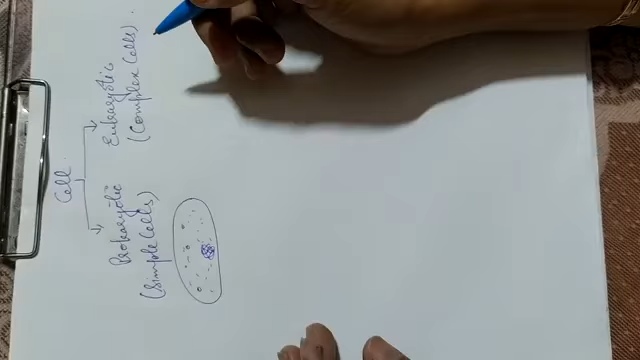 Cell.
Prokaryotic
(Simple Cells)
Eukaryotic
(Complex Cells).